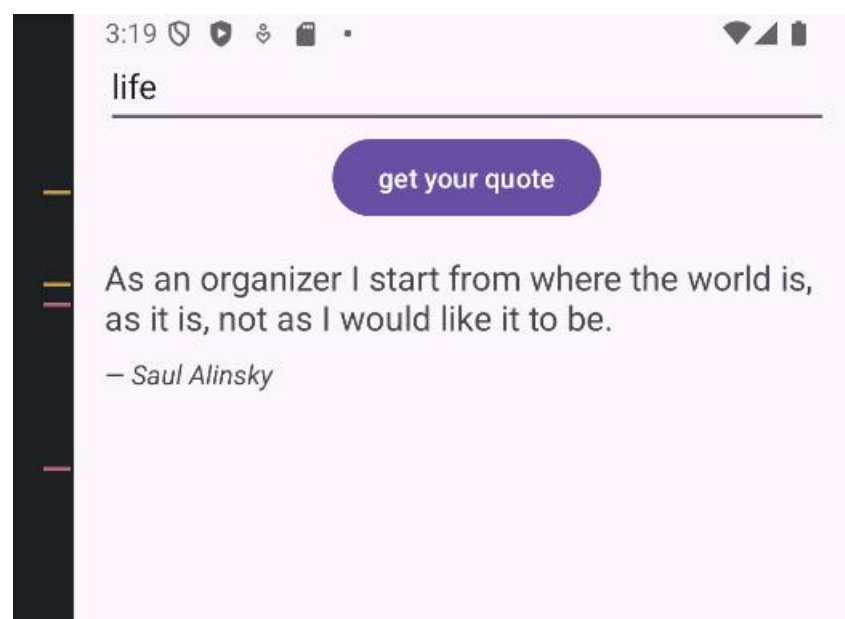 3:19
life
get your quote
As an organizer I start from where the world is,
as it is, not as I would like it to be.
— Saul Alinsky